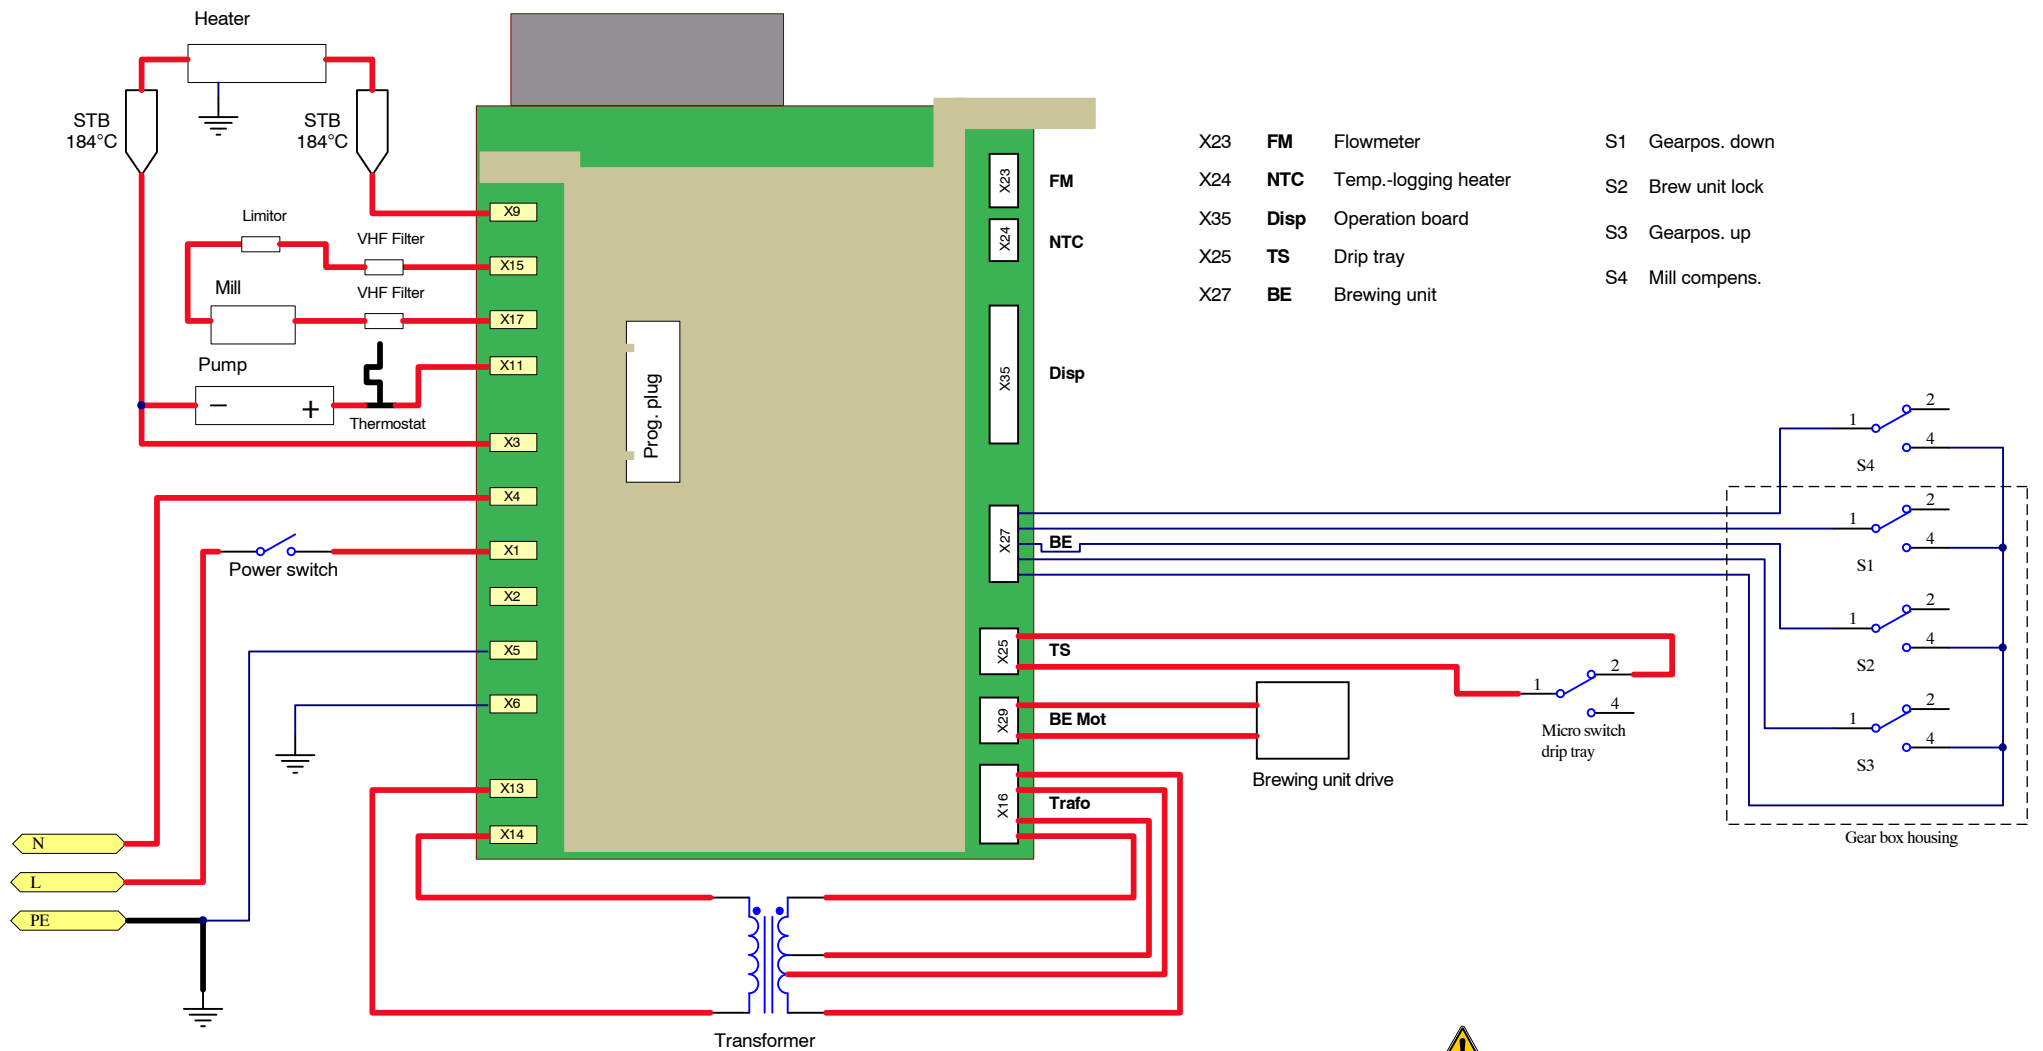 Heater
STB
184°C
STB
184°C
Limitor
VHF Filter
Mill
VHF Filter
Pump
− +
Thermostat
Power switch
N
L
PE
X9
X15
X17
X11
X3
X4
X1
X2
X5
X6
X13
X14
Prog. plug
X23 FM
X24 NTC
X35 Disp
X27 BE
X25 TS
X29 BE Mot
X16 Trafo
Transformer
Brewing unit drive
X23 FM Flowmeter
X24 NTC Temp.-logging heater
X35 Disp Operation board
X25 TS Drip tray
X27 BE Brewing unit
S1 Gearpos. down
S2 Brew unit lock
S3 Gearpos. up
S4 Mill compens.
1 2 4
Micro switch
drip tray
1 2 4
S4
1 2 4
S1
1 2 4
S2
1 2 4
S3
Gear box housing
!